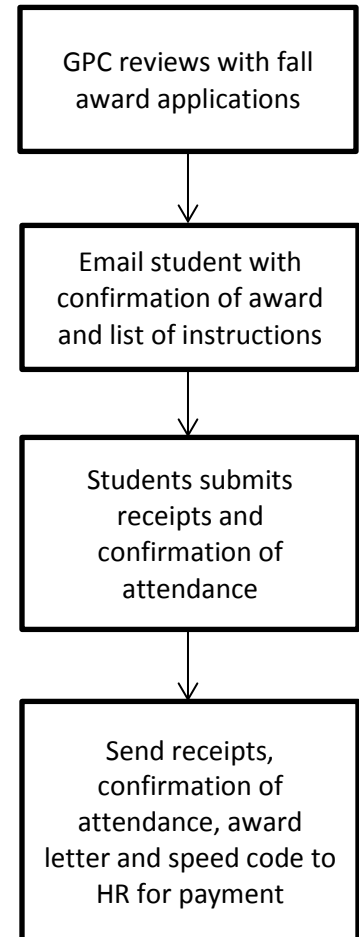 GPC reviews with fall
award applications
Email student with
confirmation of award
and list of instructions
Students submits
receipts and
confirmation of
attendance
Send receipts,
confirmation of
attendance, award
letter and speed code to
HR for payment